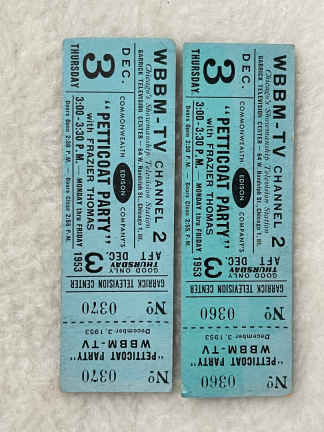 WBBM-TV CHANNEL 2
Chicago's Showmanship Television Station
GARRICK TELEVISION CENTER — 64 W. Randolph St., Chicago 1, Ill.
DEC.
3
THURSDAY
COMMONWEALTH EDISON COMPANY'S
"PETTICOAT PARTY"
with FRAZIER THOMAS
3:00 - 3:30 P.M. — MONDAY thru FRIDAY
Doors Open 2:30 P.M. — Doors Close 2:55 P.M.
GOOD ONLY
THURSDAY
AFT DEC.
3
1953
GARRICK TELEVISION CENTER
No 0370
"PETTICOAT PARTY"
WBBM-TV
December 3, 1953
No 0370
WBBM-TV CHANNEL 2
Chicago's Showmanship Television Station
GARRICK TELEVISION CENTER — 64 W. Randolph St., Chicago 1, Ill.
DEC.
3
THURSDAY
COMMONWEALTH EDISON COMPANY'S
"PETTICOAT PARTY"
with FRAZIER THOMAS
3:00 - 3:30 P.M. — MONDAY thru FRIDAY
Doors Open 2:30 P.M. — Doors Close 2:55 P.M.
GOOD ONLY
THURSDAY
AFT DEC.
3
1953
GARRICK TELEVISION CENTER
No 0360
"PETTICOAT PARTY"
WBBM-TV
December 3, 1953
No 0360